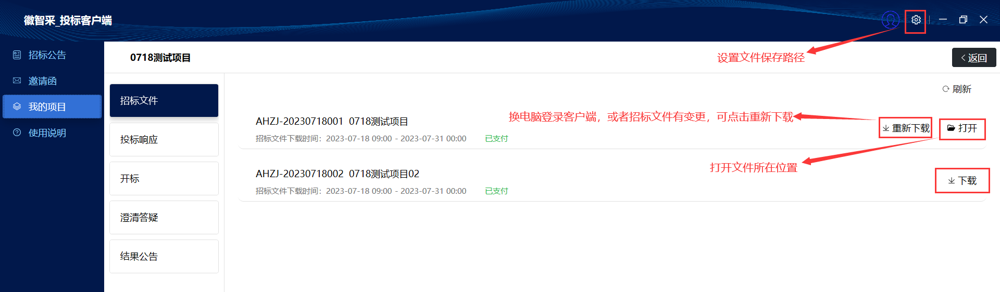 徽智采_投标客户端
招标公告
邀请函
我的项目
使用说明
0718测试项目
设置文件保存路径
返回
招标文件
投标响应
开标
澄清答疑
结果公告
刷新
AHZJ-20230718001 0718测试项目
换电脑登录客户端，或者招标文件有变更，可点击重新下载
重新下载
打开
招标文件下载时间：2023-07-18 09:00 - 2023-07-31 00:00 已支付
打开文件所在位置
AHZJ-20230718002 0718测试项目02
下载
招标文件下载时间：2023-07-18 09:00 - 2023-07-31 00:00 已支付